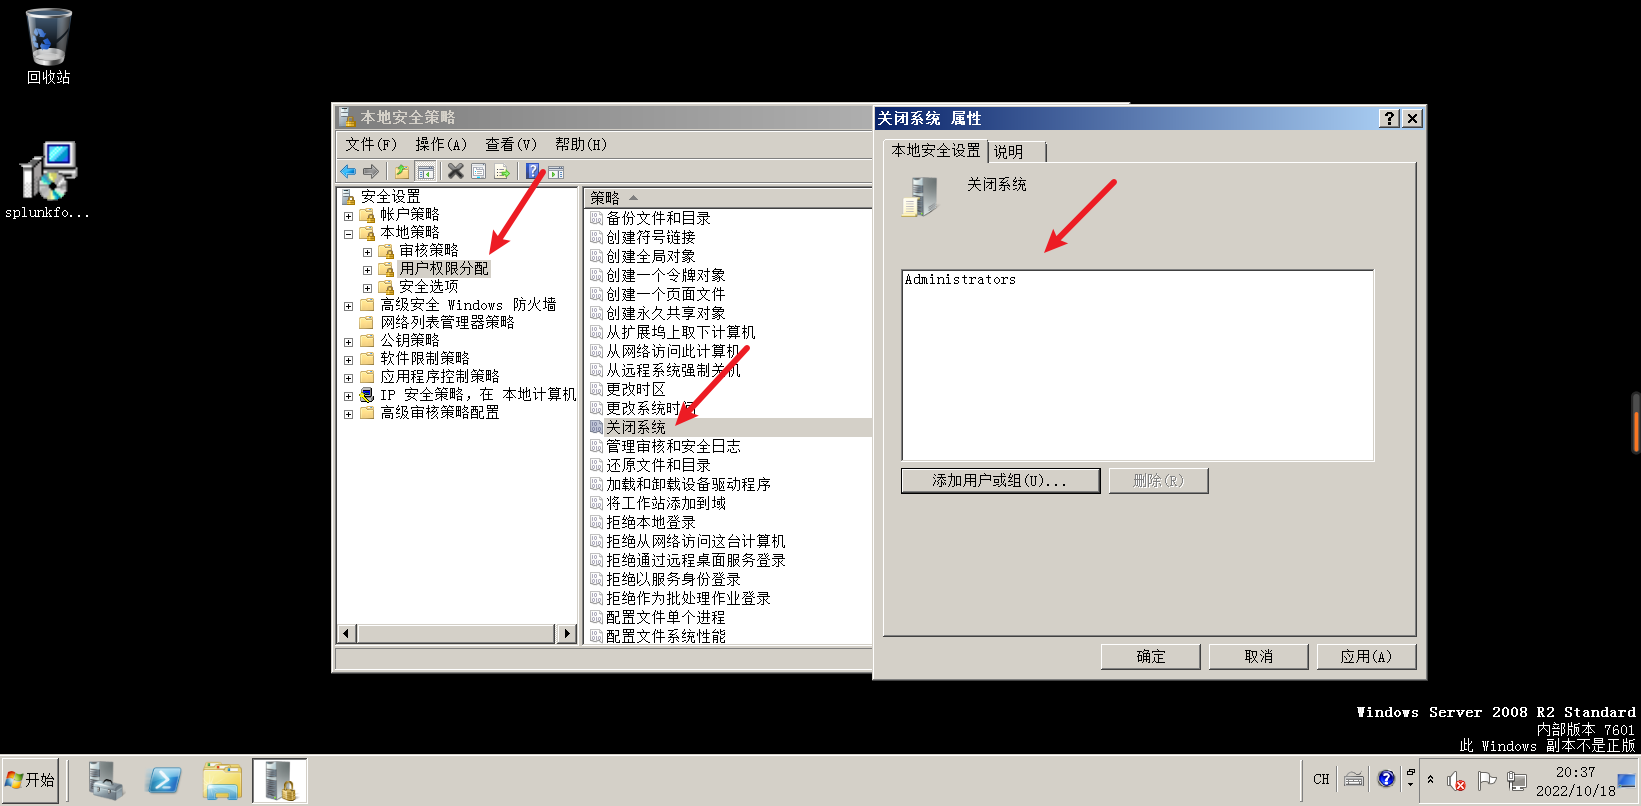 回收站
splunkfo...
本地安全策略
文件(F) 操作(A) 查看(V) 帮助(H)
安全设置
帐户策略
本地策略
审核策略
用户权限分配
安全选项
高级安全 Windows 防火墙
网络列表管理器策略
公钥策略
软件限制策略
应用程序控制策略
IP 安全策略，在 本地计算机
高级审核策略配置
策略
备份文件和目录
创建符号链接
创建全局对象
创建一个令牌对象
创建一个页面文件
创建永久共享对象
从扩展坞上取下计算机
从网络访问此计算机
从远程系统强制关机
更改时区
更改系统时间
关闭系统
管理审核和安全日志
还原文件和目录
加载和卸载设备驱动程序
将工作站添加到域
拒绝本地登录
拒绝从网络访问这台计算机
拒绝通过远程桌面服务登录
拒绝以服务身份登录
拒绝作为批处理作业登录
配置文件单个进程
配置文件系统性能
关闭系统 属性
本地安全设置 说明
关闭系统
Administrators
添加用户或组(U)... 删除(R)
确定 取消 应用(A)
Windows Server 2008 R2 Standard
内部版本 7601
此 Windows 副本不是正版
开始
CH
20:37
2022/10/18